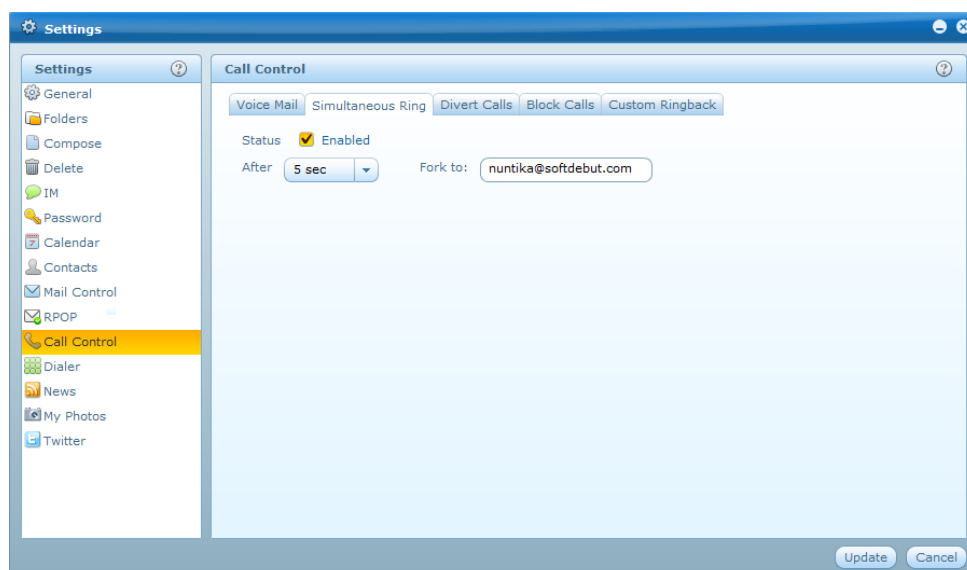 Settings
Settings
General
Folders
Compose
Delete
IM
Password
Calendar
Contacts
Mail Control
RPOP
Call Control
Dialer
News
My Photos
Twitter
Call Control
Voice Mail Simultaneous Ring Divert Calls Block Calls Custom Ringback
Status Enabled
After 5 sec Fork to: nuntika@softdebut.com
Update Cancel